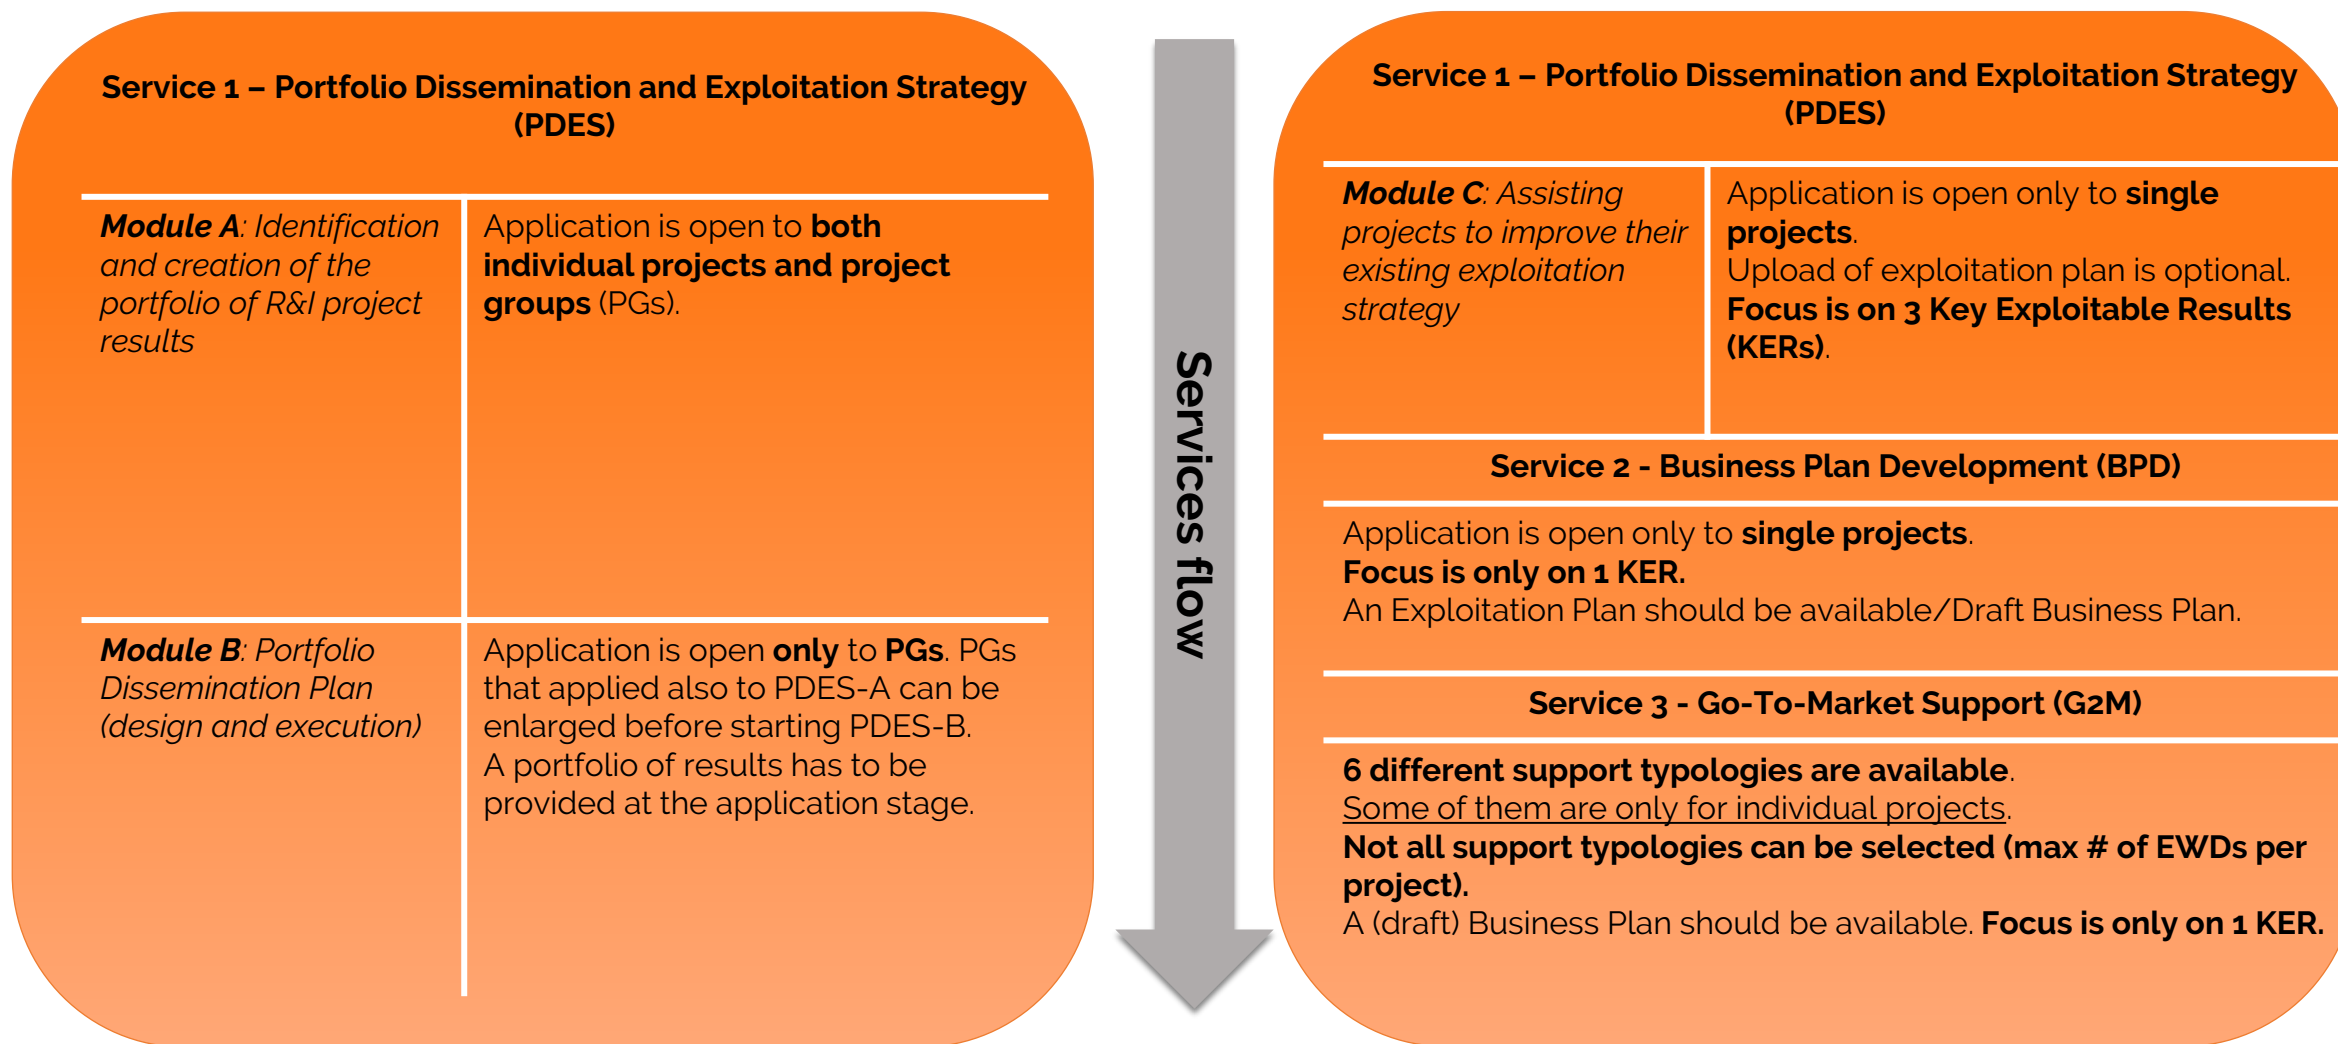 Service 1 – Portfolio Dissemination and Exploitation Strategy
(PDES)
Module A: Identification
and creation of the
portfolio of R&I project
results
Application is open to both
individual projects and project
groups (PGs).
Module B: Portfolio
Dissemination Plan
(design and execution)
Application is open only to PGs. PGs
that applied also to PDES-A can be
enlarged before starting PDES-B.
A portfolio of results has to be
provided at the application stage.
Services flow
Service 1 – Portfolio Dissemination and Exploitation Strategy
(PDES)
Module C: Assisting
projects to improve their
existing exploitation
strategy
Application is open only to single
projects.
Upload of exploitation plan is optional.
Focus is on 3 Key Exploitable Results
(KERs).
Service 2 - Business Plan Development (BPD)
Application is open only to single projects.
Focus is only on 1 KER.
An Exploitation Plan should be available/Draft Business Plan.
Service 3 - Go-To-Market Support (G2M)
6 different support typologies are available.
Some of them are only for individual projects.
Not all support typologies can be selected (max # of EWDs per
project).
A (draft) Business Plan should be available. Focus is only on 1 KER.